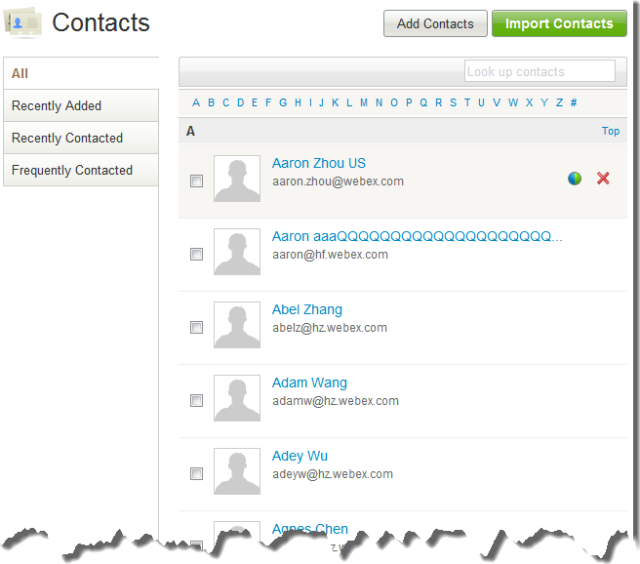 Contacts
Add Contacts
Import Contacts
All
Recently Added
Recently Contacted
Frequently Contacted
Look up contacts
A B C D E F G H I J K L M N O P Q R S T U V W X Y Z #
A
Top
Aaron Zhou US
aaron.zhou@webex.com
Aaron aaaQQQQQQQQQQQQQQQQQQQQ...
aaron@hf.webex.com
Abel Zhang
abelz@hz.webex.com
Adam Wang
adamw@hz.webex.com
Adey Wu
adeyw@hz.webex.com
Agnes Chen